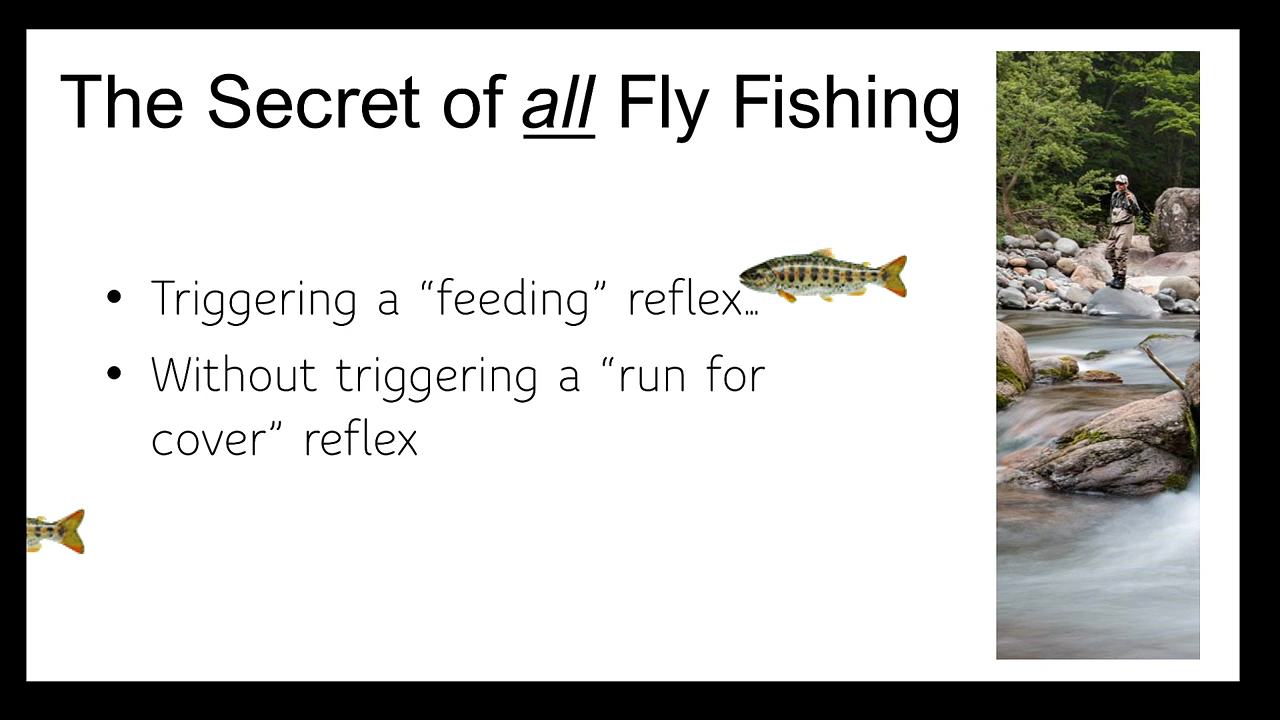 The Secret of all Fly Fishing
• Triggering a “feeding” reflex…
• Without triggering a “run for
cover” reflex